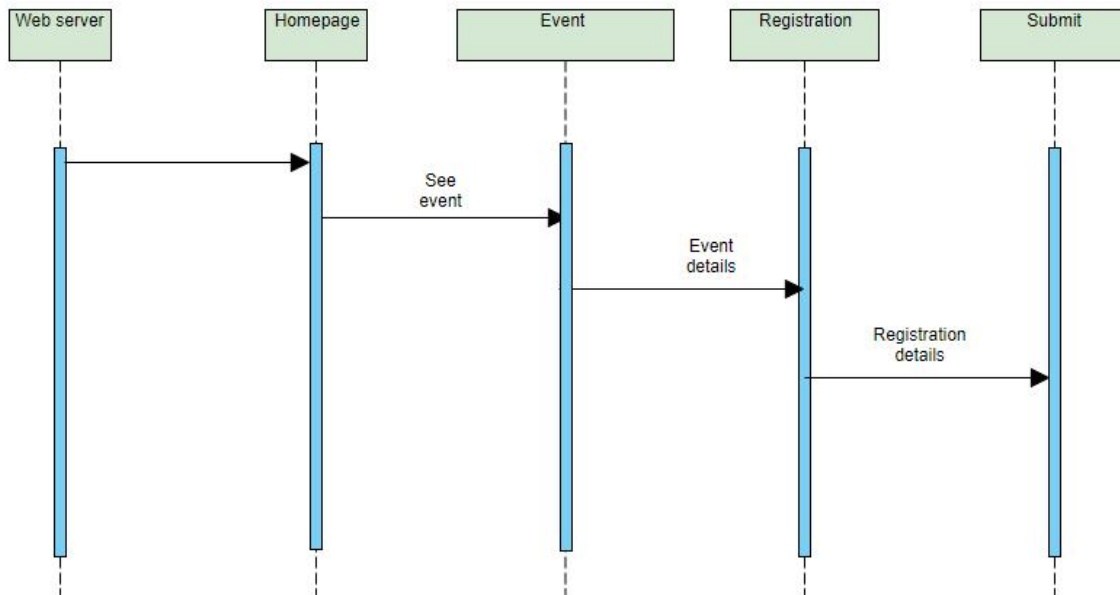 Web server
Homepage
Event
Registration
Submit
See
event
Event
details
Registration
details